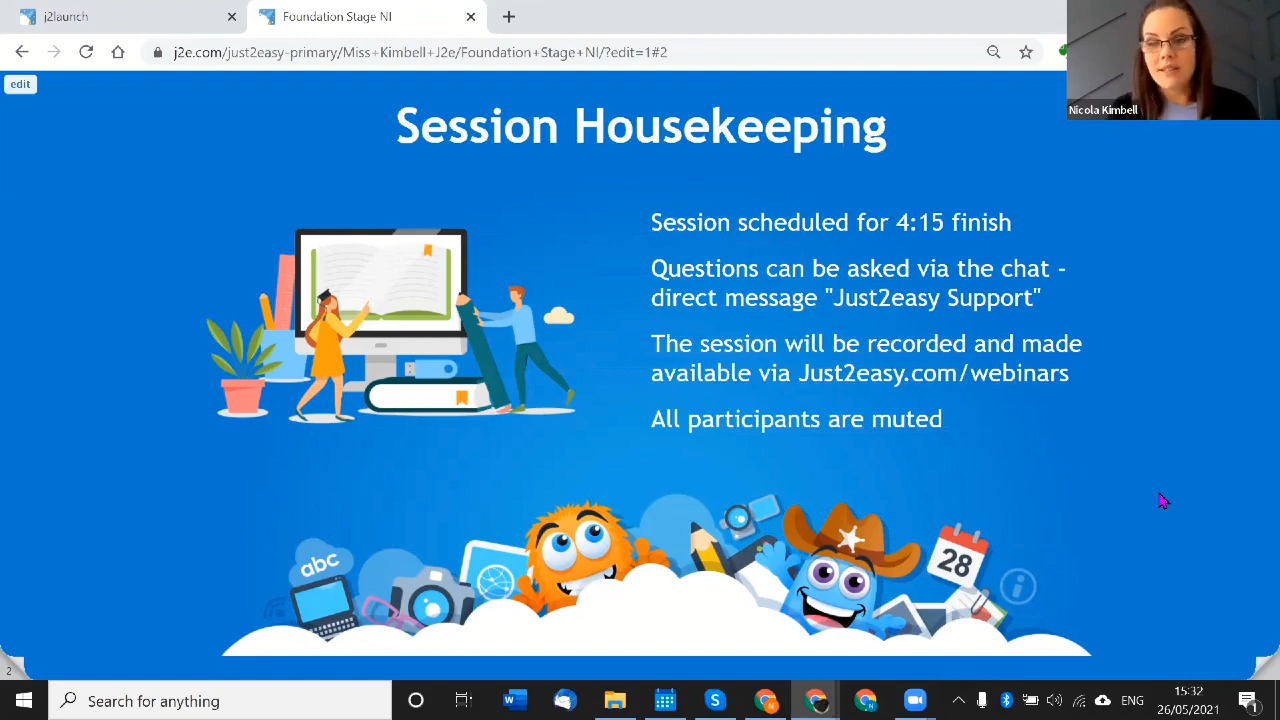 j2launch
Foundation Stage NI
j2e.com/just2easy-primary/Miss+Kimbell+J2e/Foundation+Stage+NI/?edit=1#2
edit
Nicola Kimbell
Session Housekeeping
Session scheduled for 4:15 finish
Questions can be asked via the chat -
direct message "Just2easy Support"
The session will be recorded and made
available via Just2easy.com/webinars
All participants are muted
abc
28
2
Search for anything
ENG
15:32
26/05/2021
1